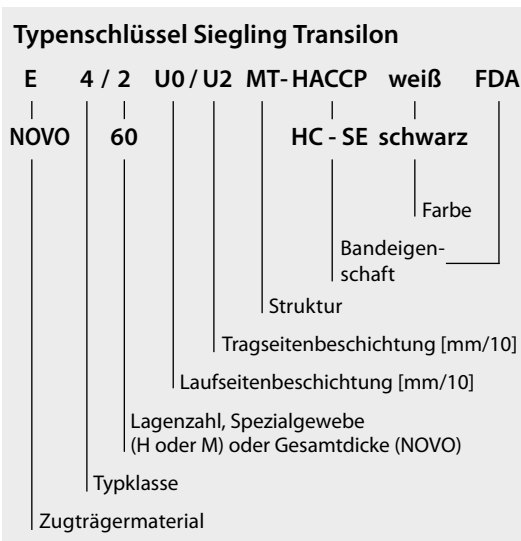 Typenschlüssel Siegling Transilon
E 4 / 2 U0 / U2 MT- HACCP weiß FDA
NOVO 60 HC - SE schwarz
Farbe
Bandeigen-
schaft
Struktur
Tragseitenbeschichtung [mm/10]
Laufseitenbeschichtung [mm/10]
Lagenzahl, Spezialgewebe
(H oder M) oder Gesamtdicke (NOVO)
Typklasse
Zugträgermaterial